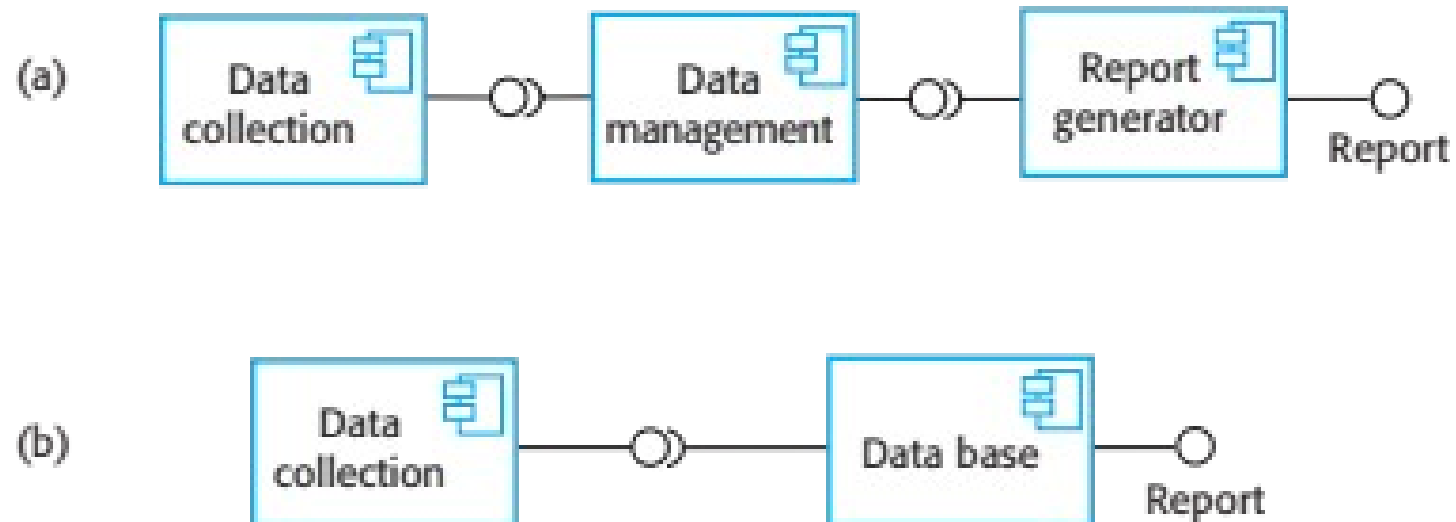 (a)
Data
collection
Data
management
Report
generator
Report
(b)
Data
collection
Data base
Report